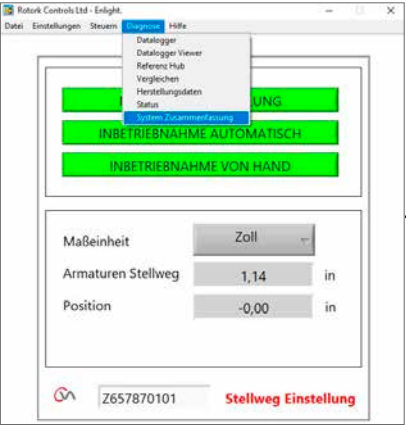 Rotork Controls Ltd - Enlight.
Datei Einstellungen Steuern Diagnose Hilfe
Datalogger
Datalogger Viewer
Referenz Hub
Vergleichen
Herstellungsdaten
Status
System Zusammenfassung
UNG
INBETRIEBNAHME AUTOMATISCH
INBETRIEBNAHME VON HAND
Maßeinheit Zoll
Armaturen Stellweg 1,14 in
Position -0,00 in
Z657870101 Stellweg Einstellung